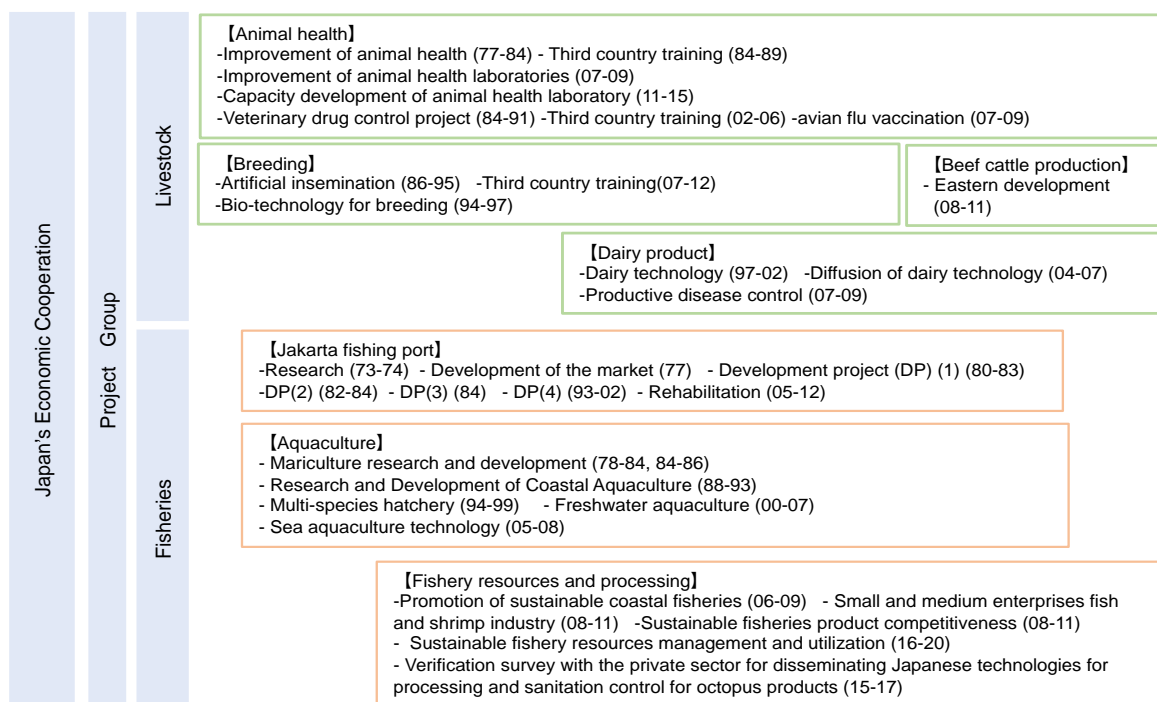 Japan's Economic Cooperation
Project Group
Livestock
【Animal health】
-Improvement of animal health (77-84) - Third country training (84-89)
-Improvement of animal health laboratories (07-09)
-Capacity development of animal health laboratory (11-15)
-Veterinary drug control project (84-91) -Third country training (02-06) -avian flu vaccination (07-09)
【Breeding】
-Artificial insemination (86-95) -Third country training(07-12)
-Bio-technology for breeding (94-97)
【Beef cattle production】
- Eastern development
(08-11)
【Dairy product】
-Dairy technology (97-02) -Diffusion of dairy technology (04-07)
-Productive disease control (07-09)
Fisheries
【Jakarta fishing port】
-Research (73-74) - Development of the market (77) - Development project (DP) (1) (80-83)
-DP(2) (82-84) - DP(3) (84) - DP(4) (93-02) - Rehabilitation (05-12)
【Aquaculture】
- Mariculture research and development (78-84, 84-86)
- Research and Development of Coastal Aquaculture (88-93)
- Multi-species hatchery (94-99) - Freshwater aquaculture (00-07)
- Sea aquaculture technology (05-08)
【Fishery resources and processing】
-Promotion of sustainable coastal fisheries (06-09) - Small and medium enterprises fish
and shrimp industry (08-11) -Sustainable fisheries product competitiveness (08-11)
- Sustainable fishery resources management and utilization (16-20)
- Verification survey with the private sector for disseminating Japanese technologies for
processing and sanitation control for octopus products (15-17)